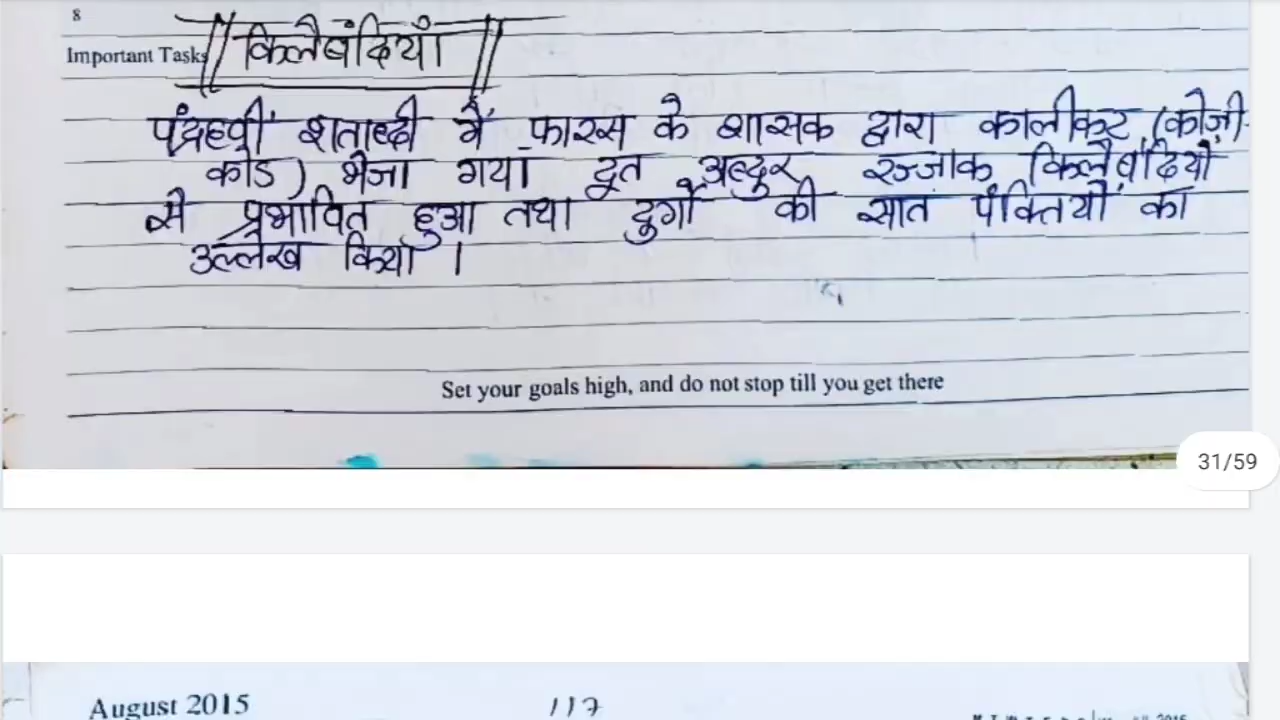 8
Important Tasks
किलेबंदियाँ
पंद्रहवीं शताब्दी में फारस के शासक द्वारा कालीकट (कोज़ी-
कोड) भेजा गया दूत अब्दुर रज्जाक किलेबंदियों
से प्रभावित हुआ तथा दुर्गों की सात पंक्तियों का
उल्लेख किया ।
Set your goals high, and do not stop till you get there
31/59
August 2015
117